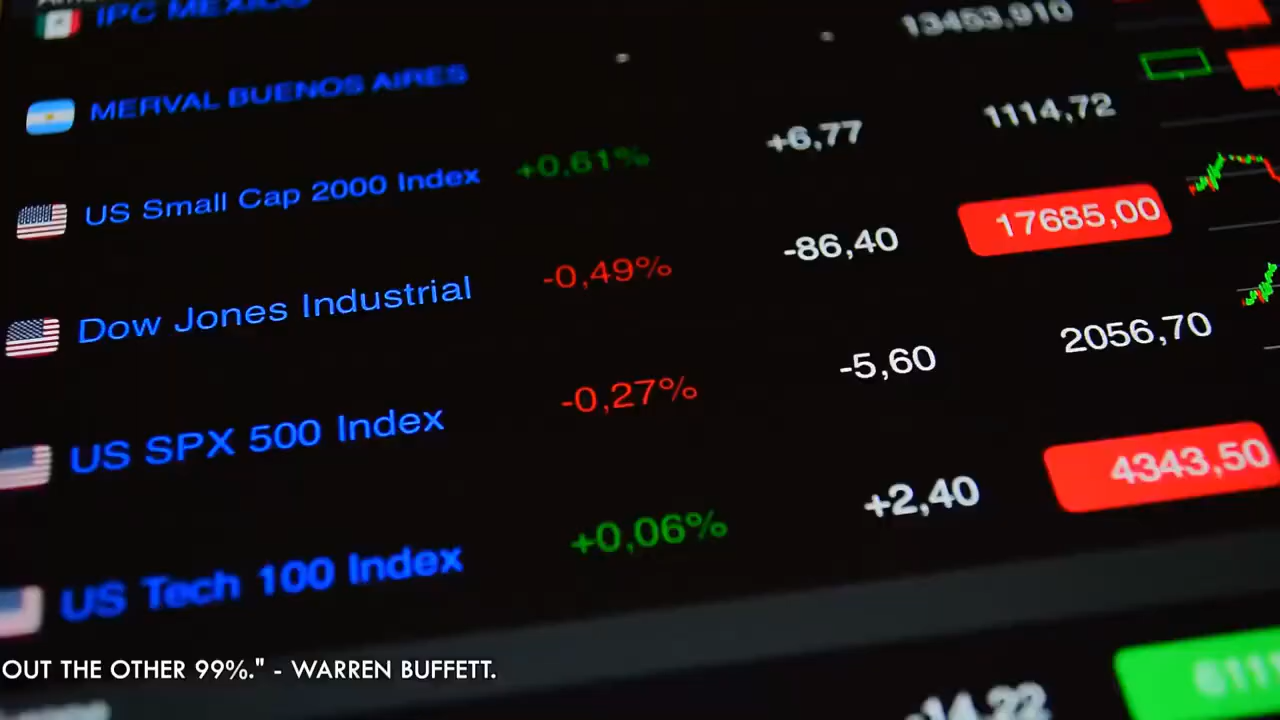 IPC MEXICO
13453,910
MERVAL BUENOS AIRES
US Small Cap 2000 Index +0,61% +6,77 1114,72
Dow Jones Industrial -0,49% -86,40 17685,00
US SPX 500 Index -0,27% -5,60 2056,70
US Tech 100 Index +0,06% +2,40 4343,50
OUT THE OTHER 99%." - WARREN BUFFETT.
14,22